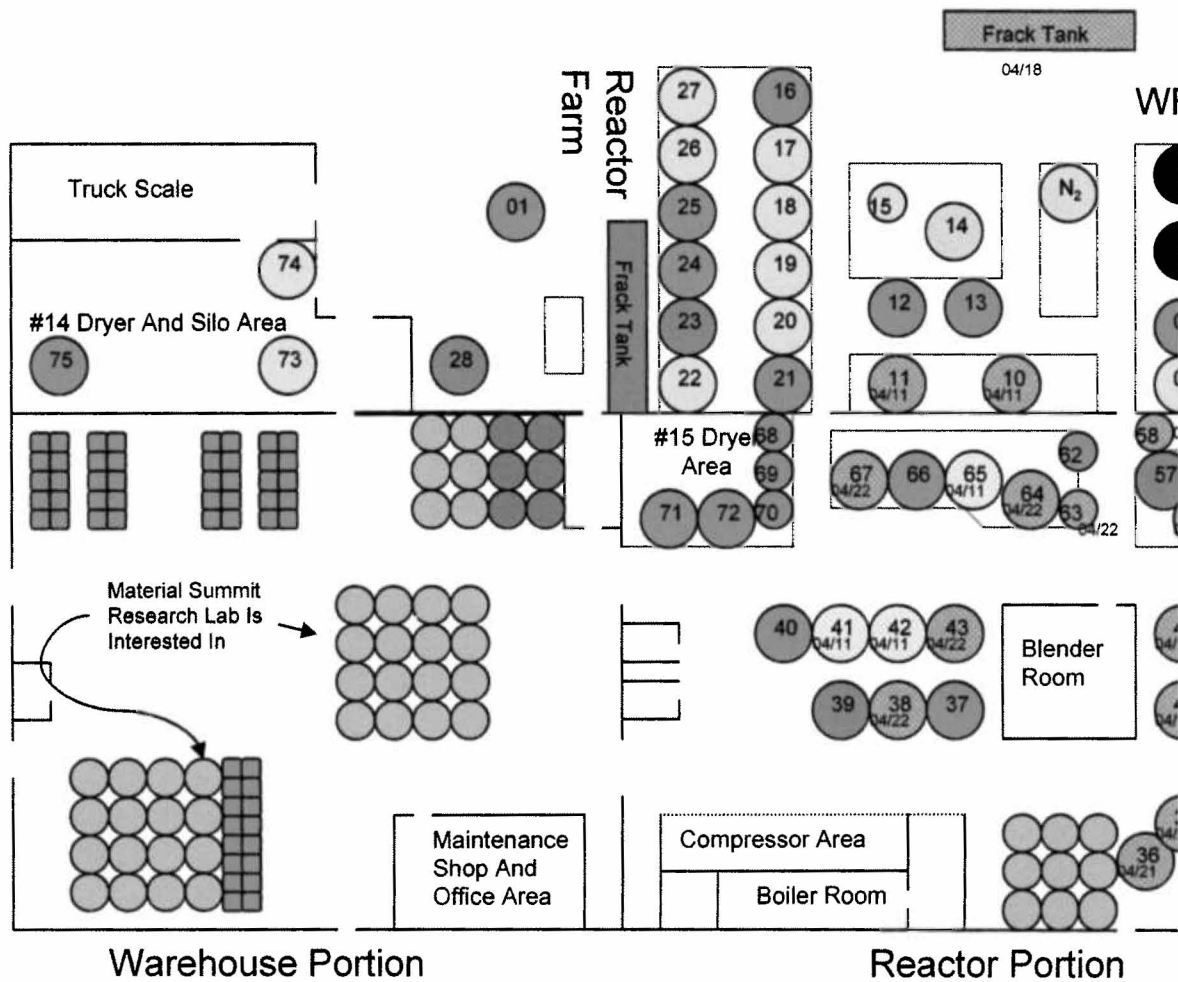 Frack Tank
04/18
Reactor
Farm
27
16
26
17
25
18
24
19
23
20
22
21
Truck Scale
01
74
15
14
N₂
12
13
Frack Tank
#14 Dryer And Silo Area
75
73
28
11
04/11
10
04/11
#15 Dryer
Area
68
69
70
71
72
67
04/22
66
65
04/11
64
04/22
62
63
04/22
58
57
Material Summit
Research Lab Is
Interested In
40
41
04/11
42
04/11
43
04/22
39
38
04/22
37
Blender
Room
Maintenance
Shop And
Office Area
Compressor Area
Boiler Room
36
04/21
Warehouse Portion
Reactor Portion